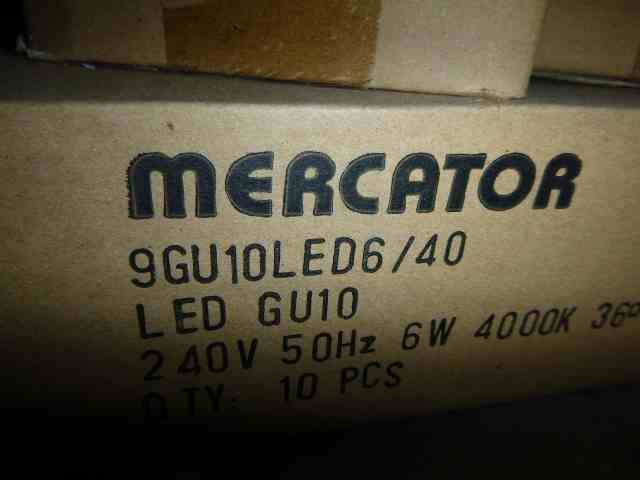 MERCATOR
9GU10LED6/40
LED GU10
240V 50Hz 6W 4000K 36°
QTY: 10 PCS